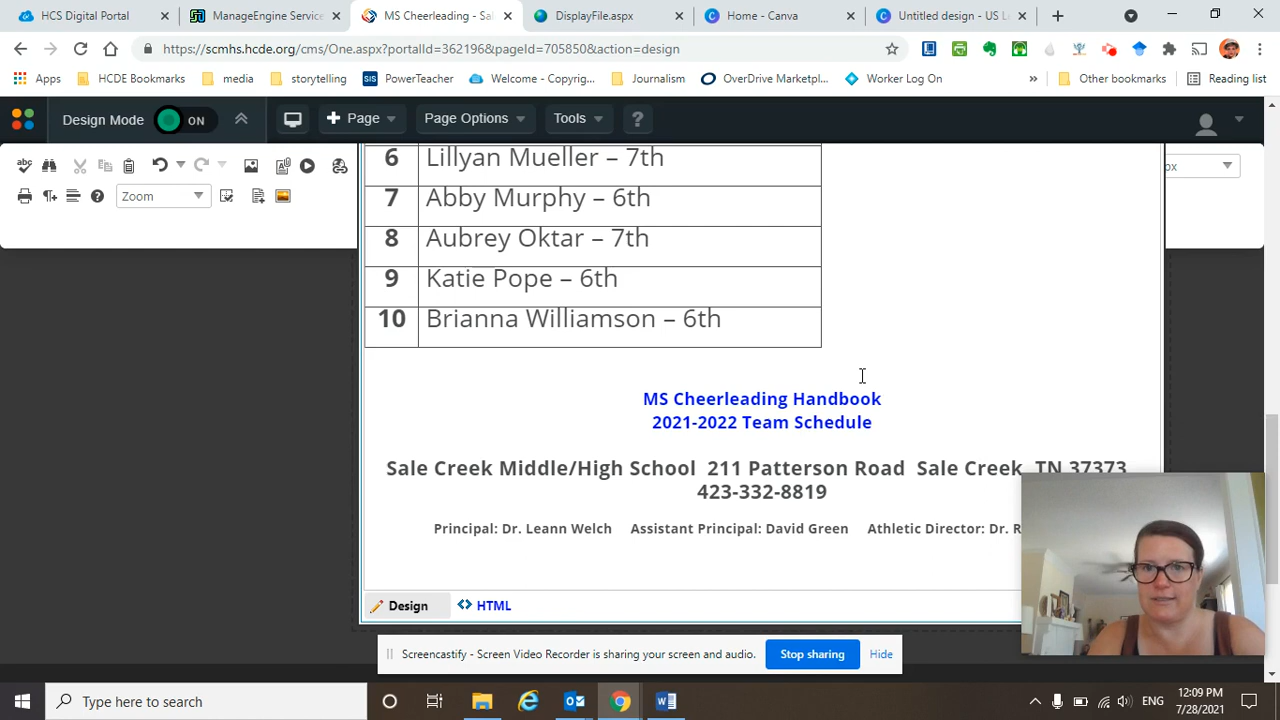 HCS Digital Portal
ManageEngine Service
MS Cheerleading - Sal
DisplayFile.aspx
Home - Canva
Untitled design - US L
https://scmhs.hcde.org/cms/One.aspx?portalId=362196&pageId=705850&action=design
Apps
HCDE Bookmarks
media
storytelling
SIS
PowerTeacher
Welcome - Copyrig...
Journalism
OverDrive Marketpl...
Worker Log On
»
Other bookmarks
Reading list
Design Mode ON
+ Page
Page Options
Tools
?
abc
Zoom
px
6 Lillyan Mueller – 7th
7 Abby Murphy – 6th
8 Aubrey Oktar – 7th
9 Katie Pope – 6th
10 Brianna Williamson – 6th
MS Cheerleading Handbook
2021-2022 Team Schedule
Sale Creek Middle/High School 211 Patterson Road Sale Creek TN 37373
423-332-8819
Principal: Dr. Leann Welch Assistant Principal: David Green Athletic Director: Dr. R
Design
<> HTML
Screencastify - Screen Video Recorder is sharing your screen and audio.
Stop sharing
Hide
Type here to search
ENG
12:09 PM
7/28/2021